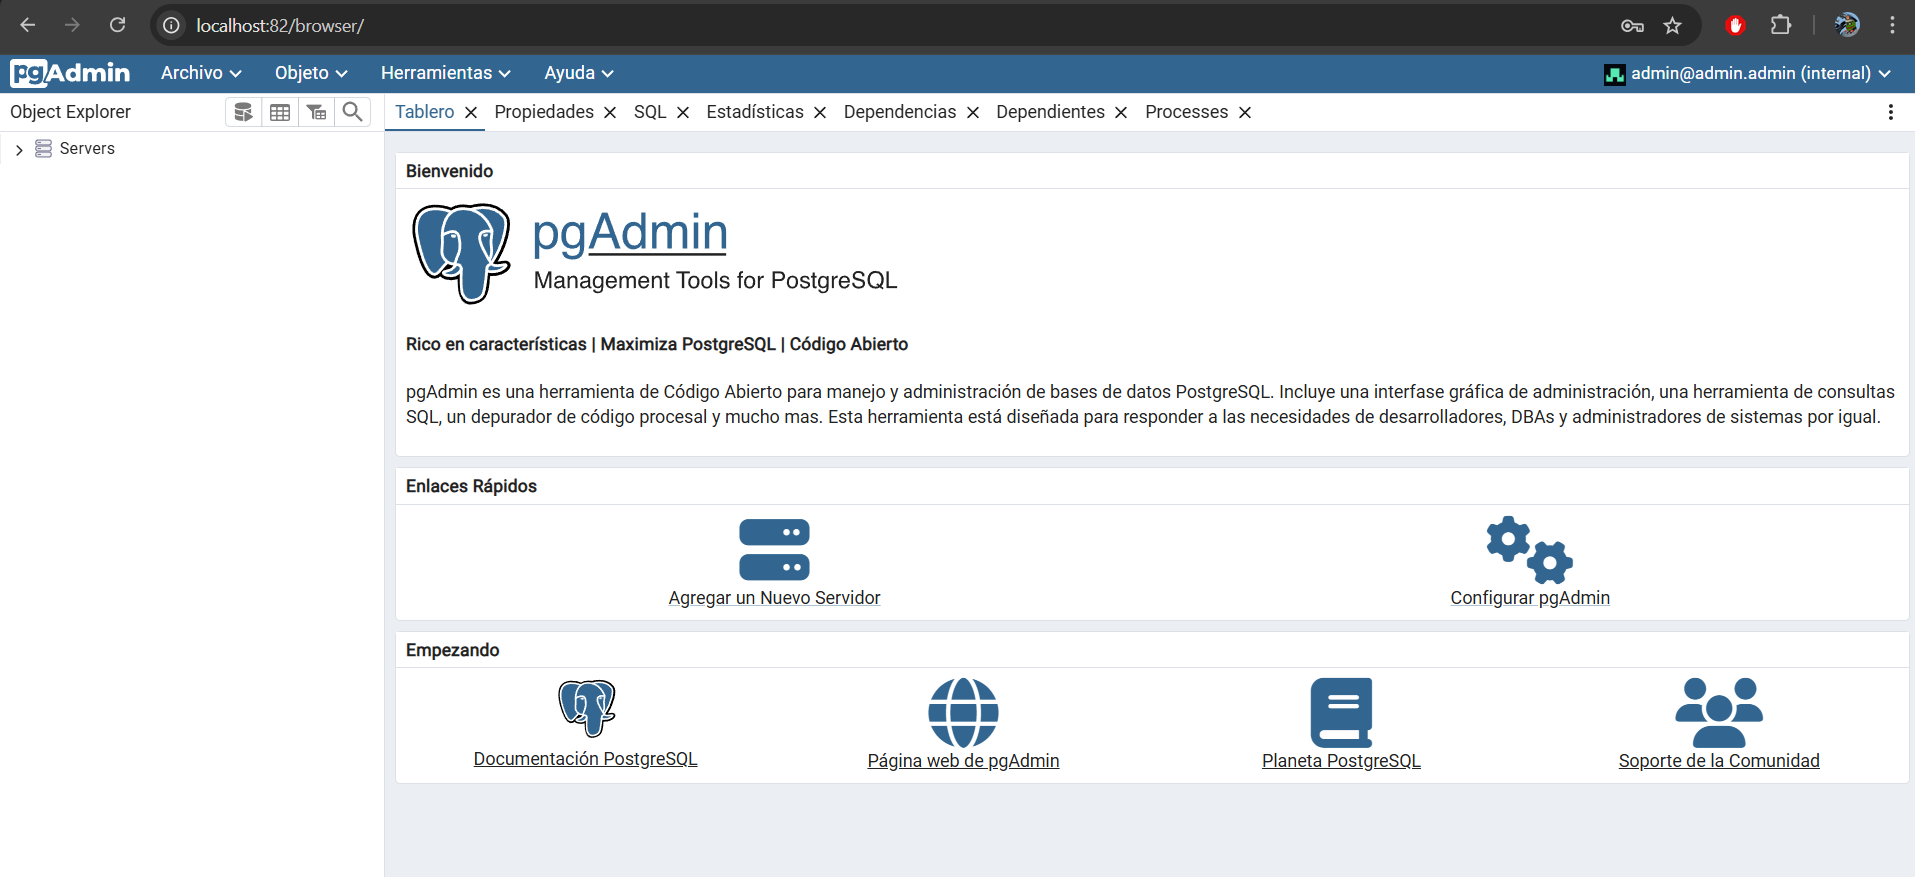 localhost:82/browser/
pgAdmin Archivo Objeto Herramientas Ayuda admin@admin.admin (internal)
Object Explorer
Tablero Propiedades SQL Estadísticas Dependencias Dependientes Processes
Servers
Bienvenido
pgAdmin
Management Tools for PostgreSQL
Rico en características | Maximiza PostgreSQL | Código Abierto
pgAdmin es una herramienta de Código Abierto para manejo y administración de bases de datos PostgreSQL. Incluye una interfase gráfica de administración, una herramienta de consultas
SQL, un depurador de código procesal y mucho mas. Esta herramienta está diseñada para responder a las necesidades de desarrolladores, DBAs y administradores de sistemas por igual.
Enlaces Rápidos
Agregar un Nuevo Servidor Configurar pgAdmin
Empezando
Documentación PostgreSQL Página web de pgAdmin Planeta PostgreSQL Soporte de la Comunidad